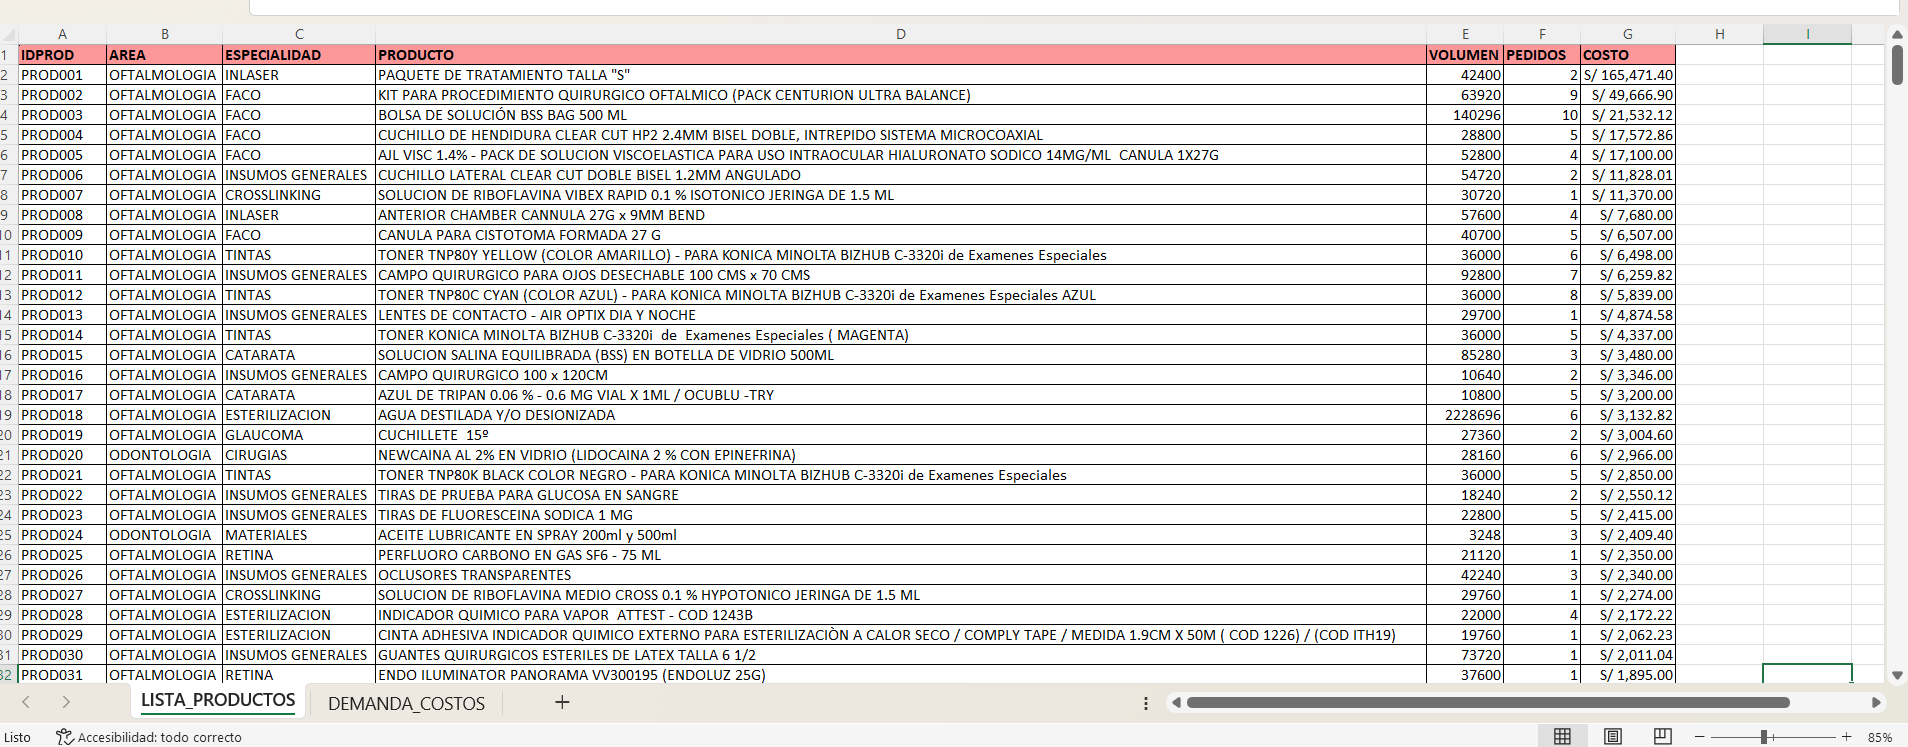 A B C D E F G H I
1 IDPROD AREA ESPECIALIDAD PRODUCTO VOLUMEN PEDIDOS COSTO
2 PROD001 OFTALMOLOGIA INLASER PAQUETE DE TRATAMIENTO TALLA "S" 42400 2 S/ 165,471.40
3 PROD002 OFTALMOLOGIA FACO KIT PARA PROCEDIMIENTO QUIRURGICO OFTALMICO (PACK CENTURION ULTRA BALANCE) 63920 9 S/ 49,666.90
4 PROD003 OFTALMOLOGIA FACO BOLSA DE SOLUCIÓN BSS BAG 500 ML 140296 10 S/ 21,532.12
5 PROD004 OFTALMOLOGIA FACO CUCHILLO DE HENDIDURA CLEAR CUT HP2 2.4MM BISEL DOBLE, INTREPIDO SISTEMA MICROCOAXIAL 28800 5 S/ 17,572.86
6 PROD005 OFTALMOLOGIA FACO AJL VISC 1.4% - PACK DE SOLUCION VISCOELASTICA PARA USO INTRAOCULAR HIALURONATO SODICO 14MG/ML  CANULA 1X27G 52800 4 S/ 17,100.00
7 PROD006 OFTALMOLOGIA INSUMOS GENERALES CUCHILLO LATERAL CLEAR CUT DOBLE BISEL 1.2MM ANGULADO 54720 2 S/ 11,828.01
8 PROD007 OFTALMOLOGIA CROSSLINKING SOLUCION DE RIBOFLAVINA VIBEX RAPID 0.1 % ISOTONICO JERINGA DE 1.5 ML 30720 1 S/ 11,370.00
9 PROD008 OFTALMOLOGIA INLASER ANTERIOR CHAMBER CANNULA 27G x 9MM BEND 57600 4 S/ 7,680.00
10 PROD009 OFTALMOLOGIA FACO CANULA PARA CISTOTOMA FORMADA 27 G 40700 5 S/ 6,507.00
11 PROD010 OFTALMOLOGIA TINTAS TONER TNP80Y YELLOW (COLOR AMARILLO) - PARA KONICA MINOLTA BIZHUB C-3320i de Examenes Especiales 36000 6 S/ 6,498.00
12 PROD011 OFTALMOLOGIA INSUMOS GENERALES CAMPO QUIRURGICO PARA OJOS DESECHABLE 100 CMS x 70 CMS 92800 7 S/ 6,259.82
13 PROD012 OFTALMOLOGIA TINTAS TONER TNP80C CYAN (COLOR AZUL) - PARA KONICA MINOLTA BIZHUB C-3320i de Examenes Especiales AZUL 36000 8 S/ 5,839.00
14 PROD013 OFTALMOLOGIA INSUMOS GENERALES LENTES DE CONTACTO - AIR OPTIX DIA Y NOCHE 29700 1 S/ 4,874.58
15 PROD014 OFTALMOLOGIA TINTAS TONER KONICA MINOLTA BIZHUB C-3320i  de  Examenes Especiales ( MAGENTA) 36000 5 S/ 4,337.00
16 PROD015 OFTALMOLOGIA CATARATA SOLUCION SALINA EQUILIBRADA (BSS) EN BOTELLA DE VIDRIO 500ML 85280 3 S/ 3,480.00
17 PROD016 OFTALMOLOGIA INSUMOS GENERALES CAMPO QUIRURGICO 100 x 120CM 10640 2 S/ 3,346.00
18 PROD017 OFTALMOLOGIA CATARATA AZUL DE TRIPAN 0.06 % - 0.6 MG VIAL X 1ML / OCUBLU -TRY 10800 5 S/ 3,200.00
19 PROD018 OFTALMOLOGIA ESTERILIZACION AGUA DESTILADA Y/O DESIONIZADA 2228696 6 S/ 3,132.82
20 PROD019 OFTALMOLOGIA GLAUCOMA CUCHILLETE  15º 27360 2 S/ 3,004.60
21 PROD020 ODONTOLOGIA CIRUGIAS NEWCAINA AL 2% EN VIDRIO (LIDOCAINA 2 % CON EPINEFRINA) 28160 6 S/ 2,966.00
22 PROD021 OFTALMOLOGIA TINTAS TONER TNP80K BLACK COLOR NEGRO - PARA KONICA MINOLTA BIZHUB C-3320i de Examenes Especiales 36000 5 S/ 2,850.00
23 PROD022 OFTALMOLOGIA INSUMOS GENERALES TIRAS DE PRUEBA PARA GLUCOSA EN SANGRE 18240 2 S/ 2,550.12
24 PROD023 OFTALMOLOGIA INSUMOS GENERALES TIRAS DE FLUORESCEINA SODICA 1 MG 22800 5 S/ 2,415.00
25 PROD024 ODONTOLOGIA MATERIALES ACEITE LUBRICANTE EN SPRAY 200ml y 500ml 3248 3 S/ 2,409.40
26 PROD025 OFTALMOLOGIA RETINA PERFLUORO CARBONO EN GAS SF6 - 75 ML 21120 1 S/ 2,350.00
27 PROD026 OFTALMOLOGIA INSUMOS GENERALES OCLUSORES TRANSPARENTES 42240 3 S/ 2,340.00
28 PROD027 OFTALMOLOGIA CROSSLINKING SOLUCION DE RIBOFLAVINA MEDIO CROSS 0.1 % HYPOTONICO JERINGA DE 1.5 ML 29760 1 S/ 2,274.00
29 PROD028 OFTALMOLOGIA ESTERILIZACION INDICADOR QUIMICO PARA VAPOR  ATTEST - COD 1243B 22000 4 S/ 2,172.22
30 PROD029 OFTALMOLOGIA ESTERILIZACION CINTA ADHESIVA INDICADOR QUIMICO EXTERNO PARA ESTERILIZACIÒN A CALOR SECO / COMPLY TAPE / MEDIDA 1.9CM X 50M ( COD 1226) / (COD ITH19) 19760 1 S/ 2,062.23
31 PROD030 OFTALMOLOGIA INSUMOS GENERALES GUANTES QUIRURGICOS ESTERILES DE LATEX TALLA 6 1/2 73720 1 S/ 2,011.04
32 PROD031 OFTALMOLOGIA RETINA ENDO ILUMINATOR PANORAMA VV300195 (ENDOLUZ 25G) 37600 1 S/ 1,895.00
LISTA_PRODUCTOS DEMANDA_COSTOS
Listo Accesibilidad: todo correcto 85%